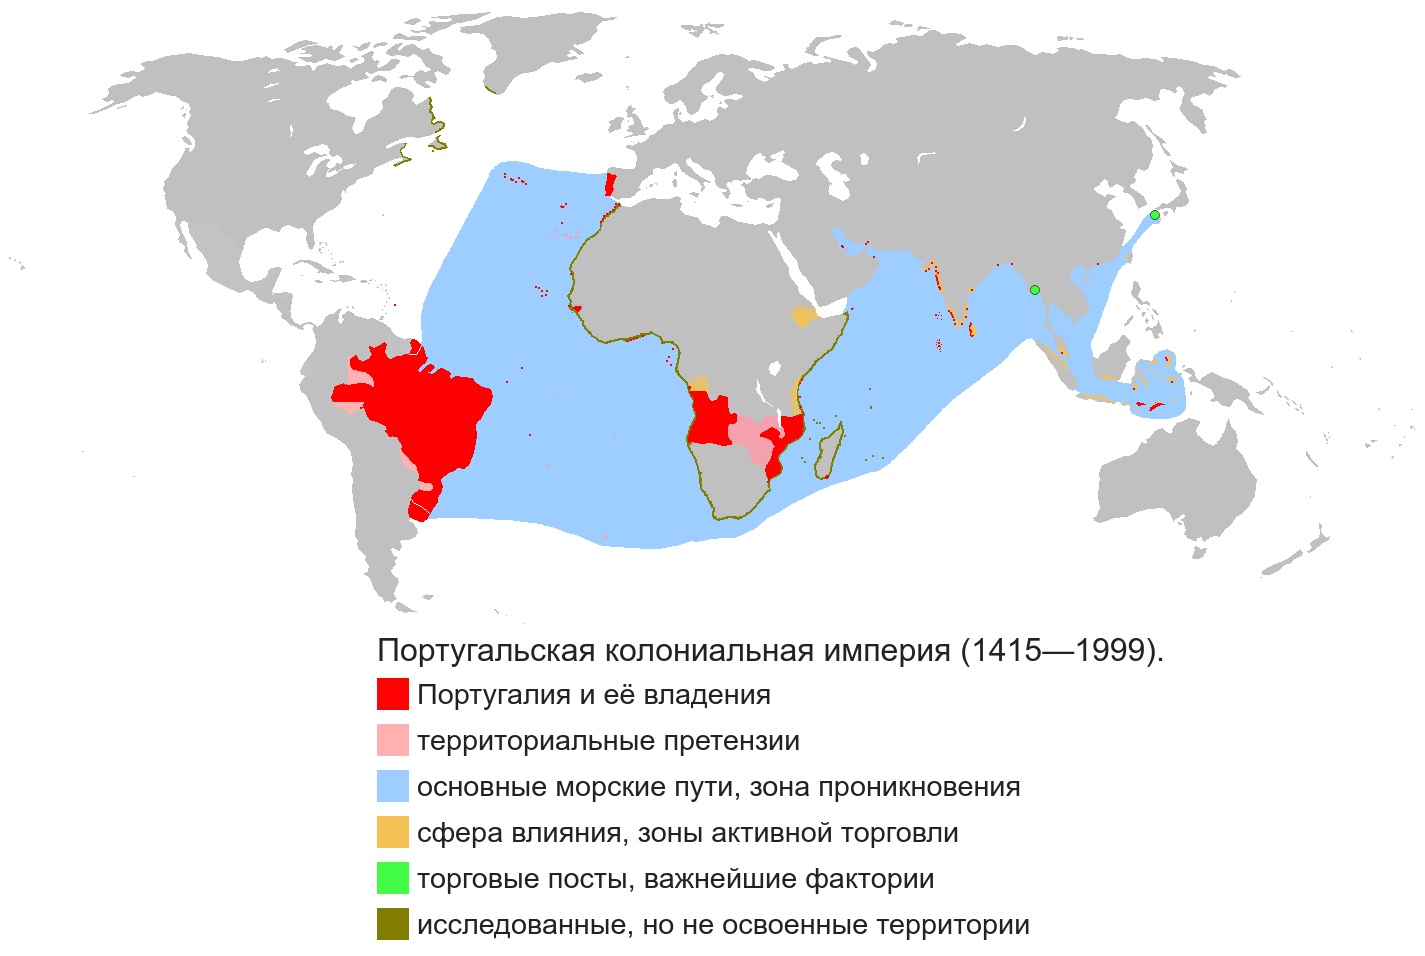 Португальская колониальная империя (1415—1999).
Португалия и её владения
территориальные претензии
основные морские пути, зона проникновения
сфера влияния, зоны активной торговли
торговые посты, важнейшие фактории
исследованные, но не освоенные территории